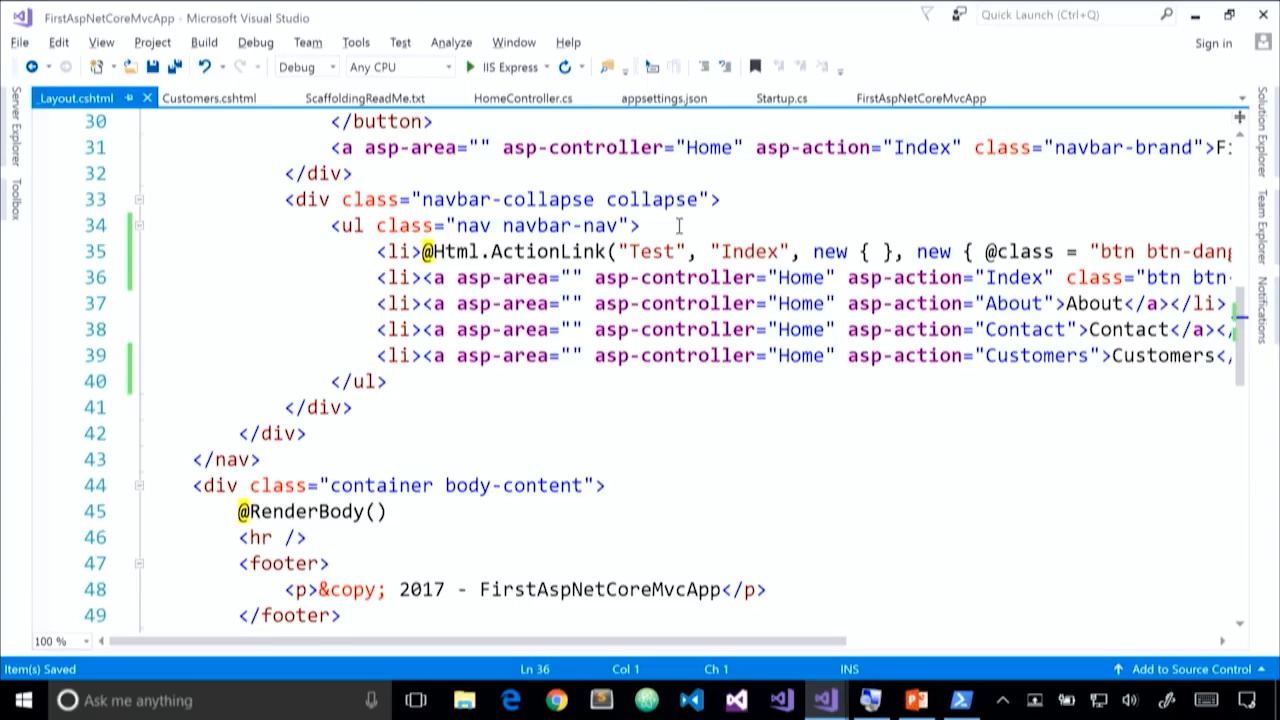 FirstAspNetCoreMvcApp - Microsoft Visual Studio
Quick Launch (Ctrl+Q)
File Edit View Project Build Debug Team Tools Test Analyze Window Help
Sign in
Debug Any CPU IIS Express
_Layout.cshtml Customers.cshtml ScaffoldingReadMe.txt HomeController.cs appsettings.json Startup.cs FirstAspNetCoreMvcApp
Server Explorer
Toolbox
30 </button>
31 <a asp-area="" asp-controller="Home" asp-action="Index" class="navbar-brand">F:
32 </div>
33 <div class="navbar-collapse collapse">
34 <ul class="nav navbar-nav">
35 <li>@Html.ActionLink("Test", "Index", new { }, new { @class = "btn btn-dang
36 <li><a asp-area="" asp-controller="Home" asp-action="Index" class="btn btn-
37 <li><a asp-area="" asp-controller="Home" asp-action="About">About</a></li>
38 <li><a asp-area="" asp-controller="Home" asp-action="Contact">Contact</a><,
39 <li><a asp-area="" asp-controller="Home" asp-action="Customers">Customers<,
40 </ul>
41 </div>
42 </div>
43 </nav>
44 <div class="container body-content">
45 @RenderBody()
46 <hr />
47 <footer>
48 <p>&copy; 2017 - FirstAspNetCoreMvcApp</p>
49 </footer>
Solution Explorer
Team Explorer
Notifications
100 %
Item(s) Saved Ln 36 Col 1 Ch 1 INS Add to Source Control
Ask me anything